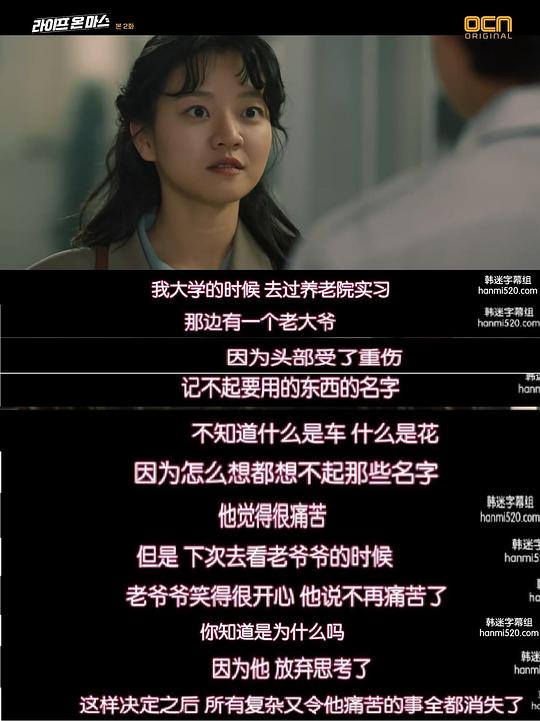 라이프 온 마스 본 2화
OCN
ORIGINAL
我大学的时候 去过养老院实习
韩迷字幕组
hanmi520.com
那边有一个老大爷
韩迷字幕组
hanmi520.com
因为头部受了重伤
记不起要用的东西的名字
不知道什么是车 什么是花
因为怎么想都想不起那些名字
他觉得很痛苦
韩迷字幕组
hanmi520.com
但是 下次去看老爷爷的时候
老爷爷笑得很开心 他说不再痛苦了
你知道是为什么吗
韩迷字幕组
hanmi520.com
因为他 放弃思考了
这样决定之后 所有复杂又令他痛苦的事全都消失了